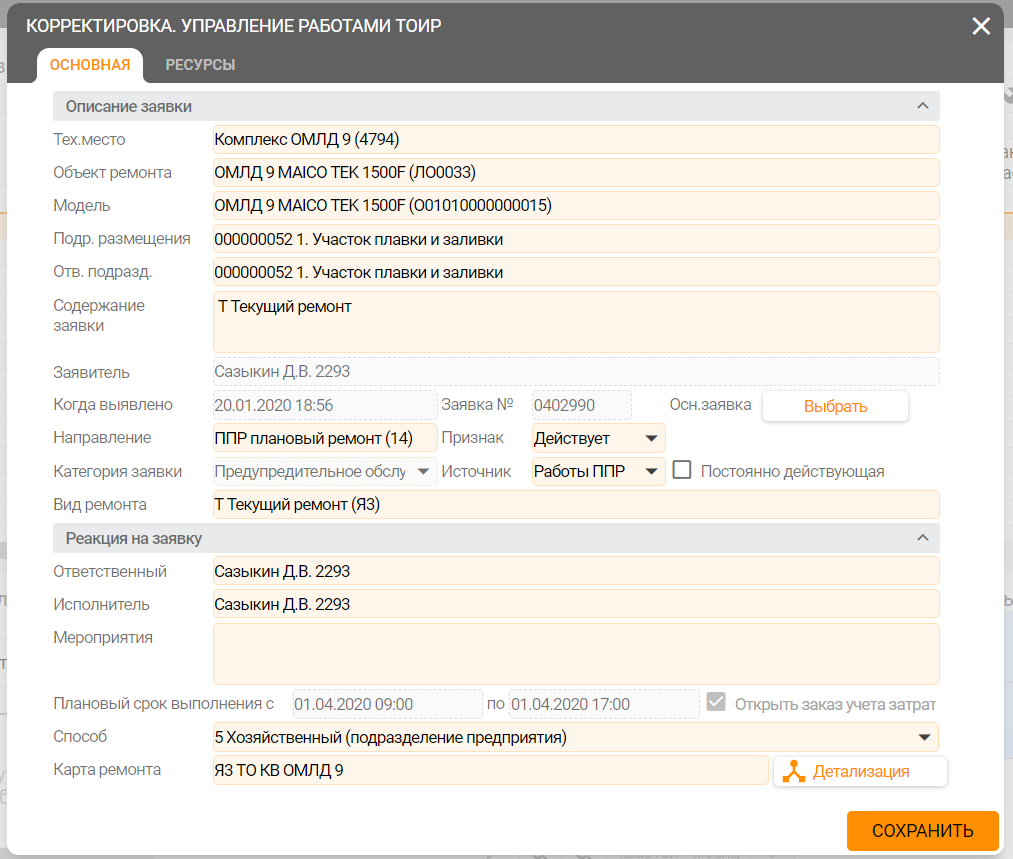 КОРРЕКТИРОВКА. УПРАВЛЕНИЕ РАБОТАМИ ТОИР
ОСНОВНАЯ РЕСУРСЫ
Описание заявки
Тех.место Комплекс ОМЛД 9 (4794)
Объект ремонта ОМЛД 9 MAICO ТЕК 1500F (ЛО0033)
Модель ОМЛД 9 MAICO ТЕК 1500F (О01010000000015)
Подр. размещения 000000052 1. Участок плавки и заливки
Отв. подразд. 000000052 1. Участок плавки и заливки
Содержание Т Текущий ремонт
заявки
Заявитель Сазыкин Д.В. 2293
Когда выявлено 20.01.2020 18:56 Заявка № 0402990 Осн.заявка Выбрать
Направление ППР плановый ремонт (14) Признак Действует
Категория заявки Предупредительное обслу Источник Работы ППР Постоянно действующая
Вид ремонта Т Текущий ремонт (ЯЗ)
Реакция на заявку
Ответственный Сазыкин Д.В. 2293
Исполнитель Сазыкин Д.В. 2293
Мероприятия
Плановый срок выполнения с 01.04.2020 09:00 по 01.04.2020 17:00 Открыть заказ учета затрат
Способ 5 Хозяйственный (подразделение предприятия)
Карта ремонта ЯЗ ТО КВ ОМЛД 9 Детализация
СОХРАНИТЬ